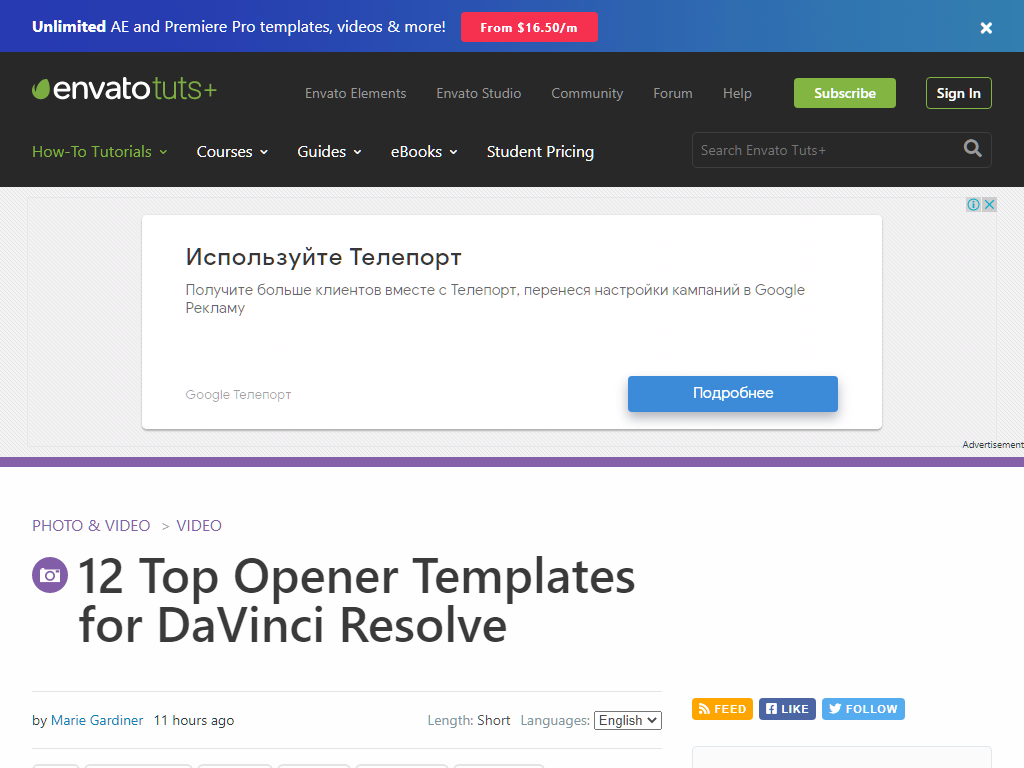 Unlimited AE and Premiere Pro templates, videos & more! From $16.50/m
envatotuts+ Envato Elements Envato Studio Community Forum Help Subscribe Sign In
How-To Tutorials Courses Guides eBooks Student Pricing Search Envato Tuts+
Используйте Телепорт
Получите больше клиентов вместе с Телепорт, перенеся настройки кампаний в Google
Рекламу
Google Телепорт Подробнее
Advertisement
PHOTO & VIDEO > VIDEO
12 Top Opener Templates
for DaVinci Resolve
by Marie Gardiner 11 hours ago Length: Short Languages: English
FEED LIKE FOLLOW